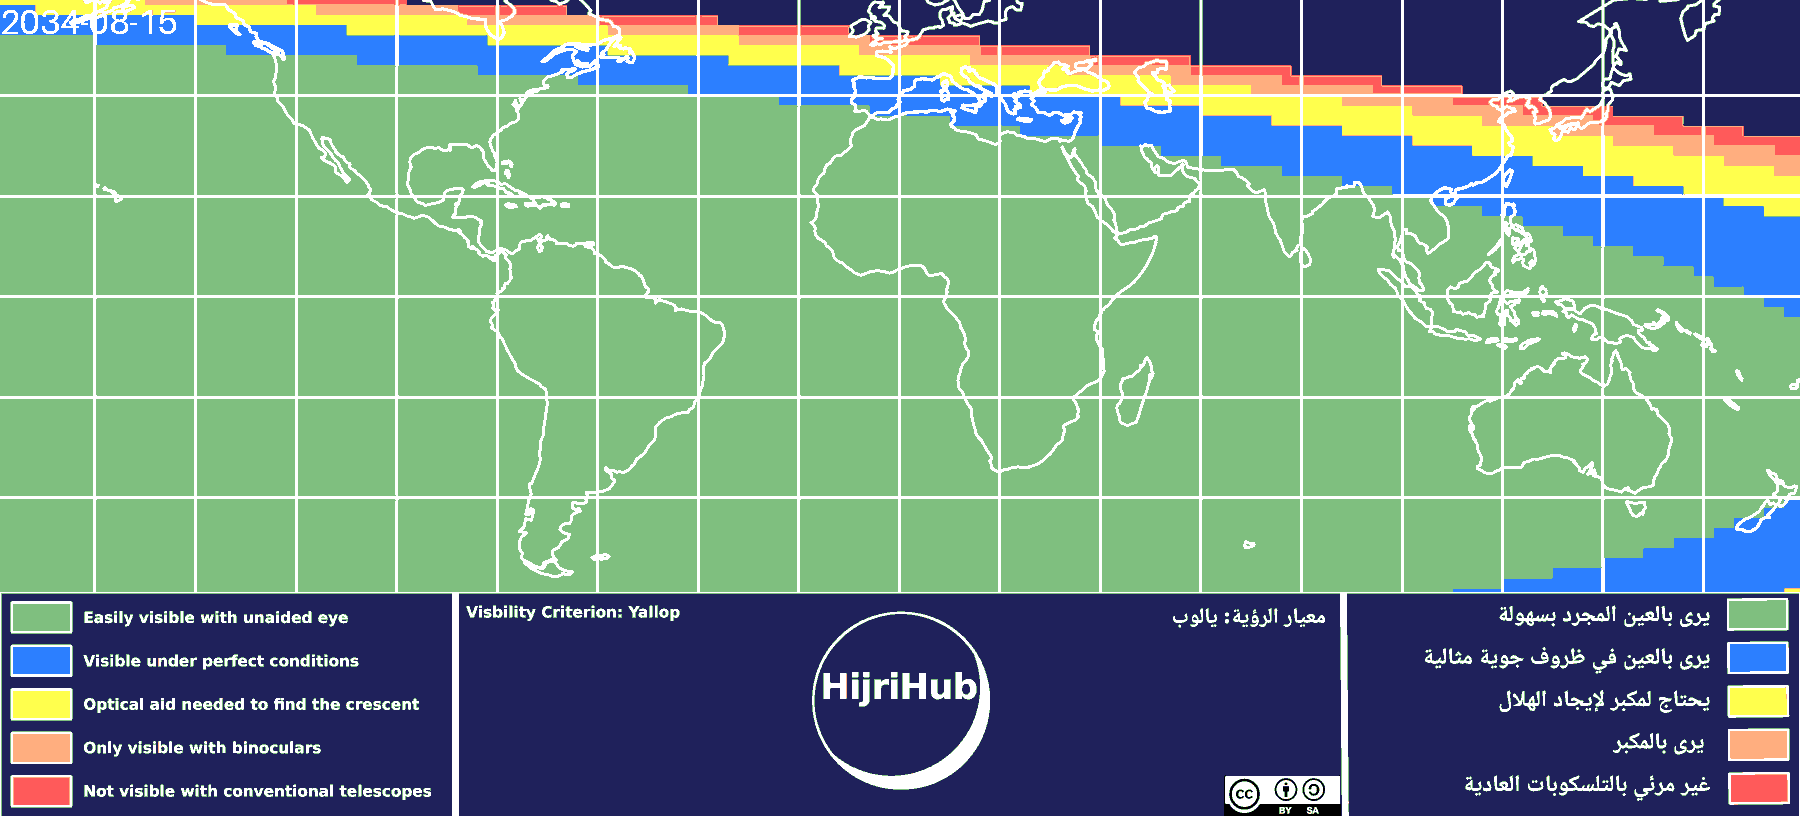 2034-08-15
Easily visible with unaided eye
Visible under perfect conditions
Optical aid needed to find the crescent
Only visible with binoculars
Not visible with conventional telescopes
Visbility Criterion: Yallop
معيار الرؤية: يالوب
HijriHub
cc
BY SA
يرى بالعين المجرد بسهولة
يرى بالعين في ظروف جوية مثالية
يحتاج لمكبر لإيجاد الهلال
يرى بالمكبر
غير مرئي بالتلسكوبات العادية